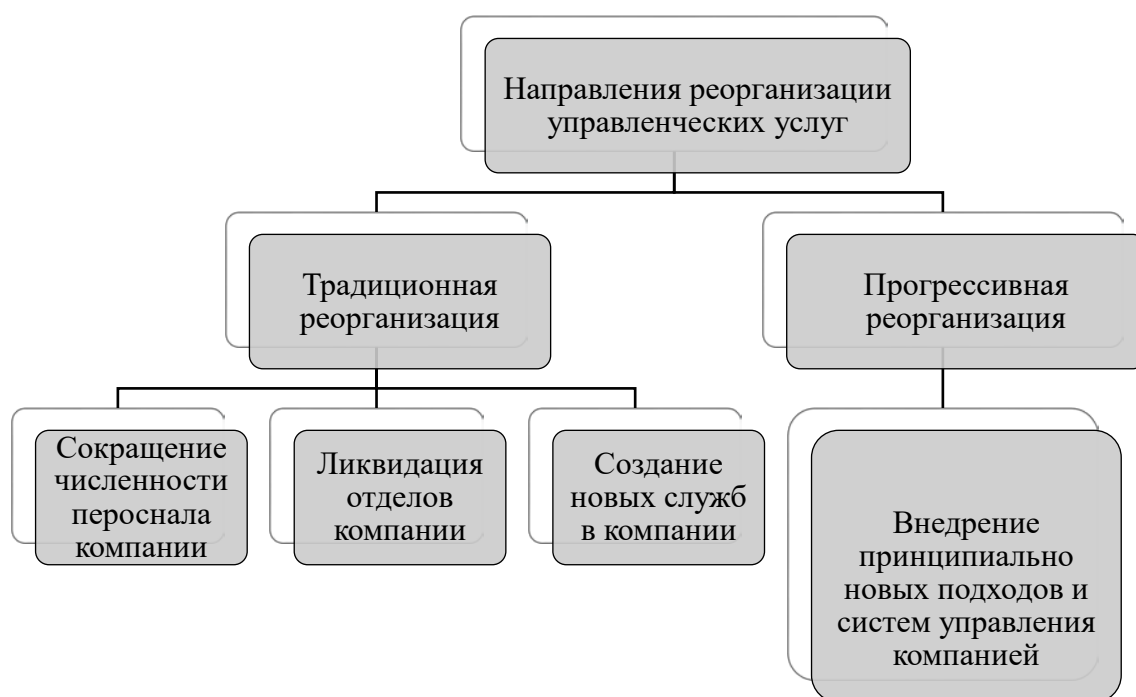 Направления реорганизации
управленческих услуг
Традиционная
реорганизация
Прогрессивная
реорганизация
Сокращение
численности
пероснала
компании
Ликвидация
отделов
компании
Создание
новых служб
в компании
Внедрение
принципиально
новых подходов и
систем управления
компанией